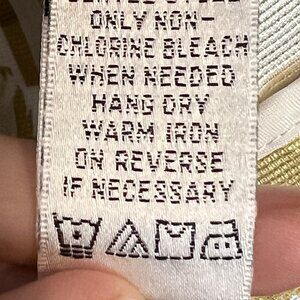 ONLY NON-
CHLORINE BLEACH
WHEN NEEDED
HANG DRY
WARM IRON
ON REVERSE
IF NECESSARY